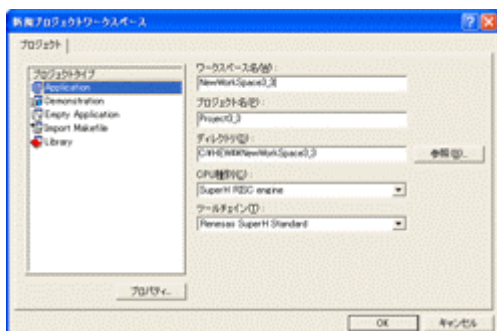 新規プロジェクトワークスペース
プロジェクト
プロジェクトタイプ
Application
Demonstration
Empty Application
Import Makefile
Library
プロパティ...
ワークスペース名(W):
NewWorkSpace3_3
プロジェクト名(P):
Project3_3
ディレクトリ(D):
C:\HEW4\NewWorkSpace3_3
参照(B)...
CPU種別(C):
SuperH RISC engine
ツールチェイン(T):
Renesas SuperH Standard
OK
キャンセル